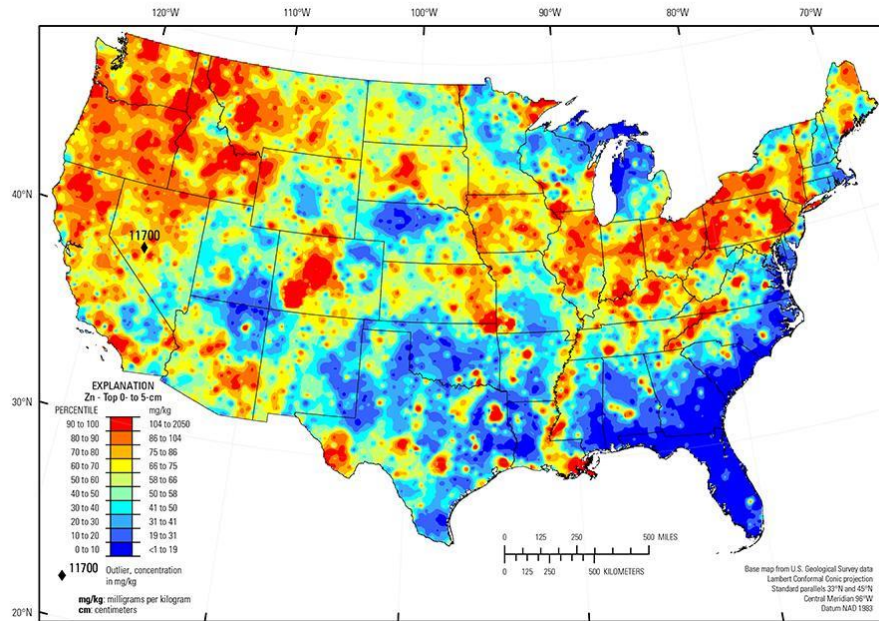 120°W 110°W 100°W 90°W 80°W 70°W
40°N
11700
30°N
EXPLANATION
Zn - Top 0- to 5-cm
PERCENTILE mg/kg
90 to 100 104 to 2050
80 to 90 86 to 104
70 to 80 75 to 86
60 to 70 66 to 75
50 to 60 58 to 66
40 to 50 50 to 58
30 to 40 41 to 50
20 to 30 31 to 41
10 to 20 19 to 31
0 to 10 <1 to 19
11700 Outlier, concentration
in mg/kg
mg/kg: milligrams per kilogram
cm: centimeters
0 125 250 500 MILES
0 125 250 500 KILOMETERS
Base map from U.S. Geological Survey data
Lambert Conformal Conic projection
Standard parallels 33°N and 45°N
Central Meridian 96°W
Datum NAD 1983
20°N
120°W 110°W 100°W 90°W 80°W